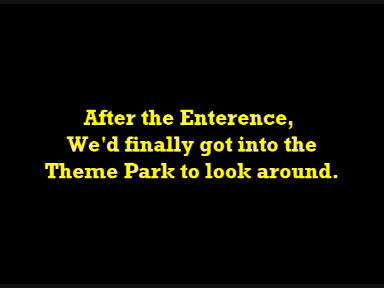 After the Enterence,
We'd finally got into the
Theme Park to look around.